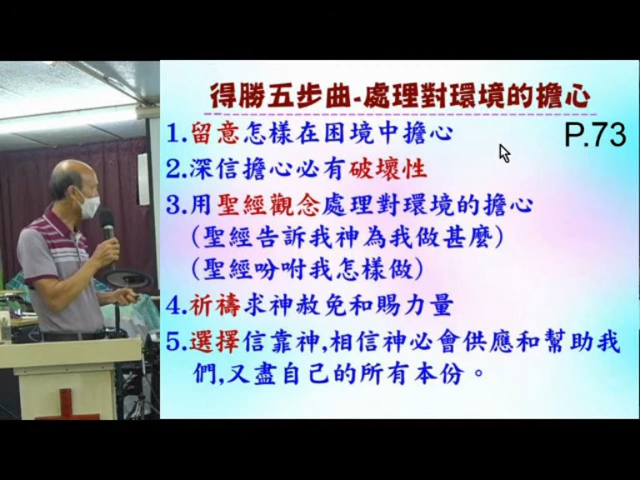 得勝五步曲-處理對環境的擔心
1.留意怎樣在困境中擔心
P.73
2.深信擔心必有破壞性
3.用聖經觀念處理對環境的擔心
(聖經告訴我神為我做甚麼)
(聖經吩咐我怎樣做)
4.祈禱求神赦免和賜力量
5.選擇信靠神,相信神必會供應和幫助我
們,又盡自己的所有本份。